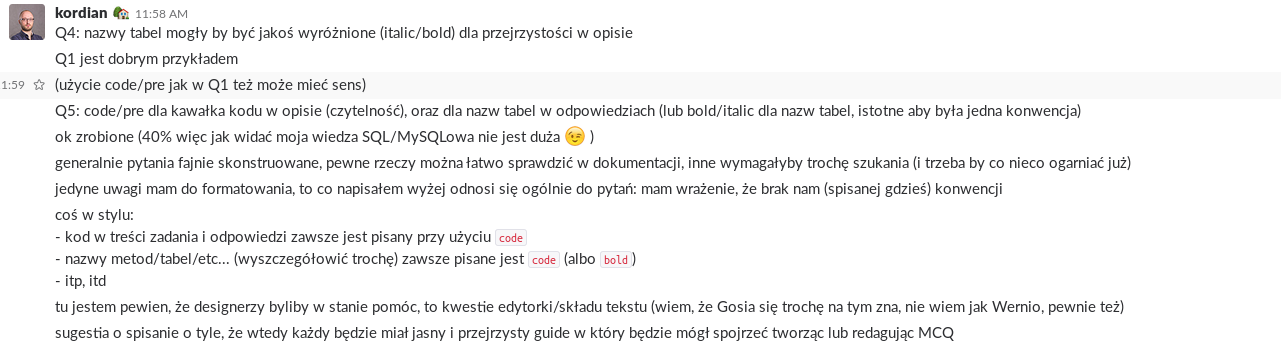 kordian 11:58 AM
Q4: nazwy tabel mogły by być jakoś wyróżnione (italic/bold) dla przejrzystości w opisie
Q1 jest dobrym przykładem
1:59 (użycie code/pre jak w Q1 też może mieć sens)
Q5: code/pre dla kawałka kodu w opisie (czytelność), oraz dla nazw tabel w odpowiedziach (lub bold/italic dla nazw tabel, istotne aby była jedna konwencja)
ok zrobione (40% więc jak widać moja wiedza SQL/MySQLowa nie jest duża 😉 )
generalnie pytania fajnie skonstruowane, pewne rzeczy można łatwo sprawdzić w dokumentacji, inne wymagałyby trochę szukania (i trzeba by co nieco ogarniać już)
jedyne uwagi mam do formatowania, to co napisałem wyżej odnosi się ogólnie do pytań: mam wrażenie, że brak nam (spisanej gdzieś) konwencji
coś w stylu:
- kod w treści zadania i odpowiedzi zawsze jest pisany przy użyciu code
- nazwy metod/tabel/etc... (wyszczegółowić trochę) zawsze pisane jest code (albo bold)
- itp, itd
tu jestem pewien, że designerzy byliby w stanie pomóc, to kwestie edytorki/składu tekstu (wiem, że Gosia się trochę na tym zna, nie wiem jak Wernio, pewnie też)
sugestia o spisanie o tyle, że wtedy każdy będzie miał jasny i przejrzysty guide w który będzie mógł spojrzeć tworząc lub redagując MCQ